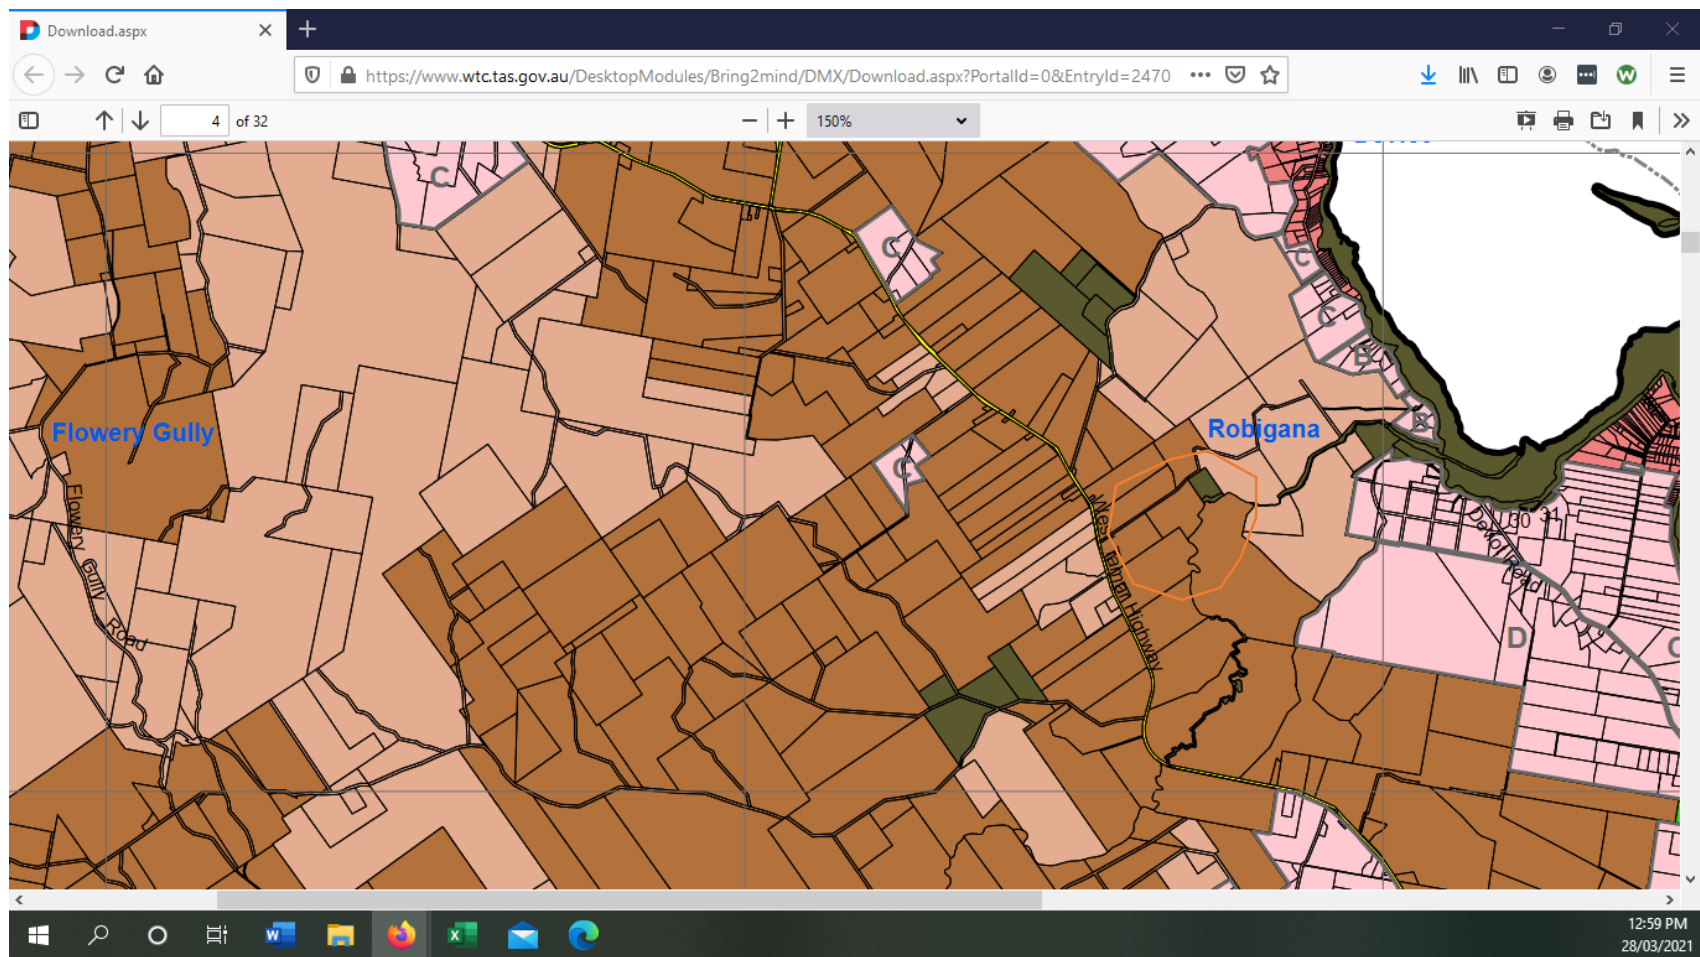 Download.aspx
https://www.wtc.tas.gov.au/DesktopModules/Bring2mind/DMX/Download.aspx?PortalId=0&EntryId=2470
4 of 32
150%
C
C
C
C
B
B
Flowery Gully
Robigana
C
Flowery Gully Road
West Tamar Highway
30 31
Deviot Road
D
C
12:59 PM
28/03/2021